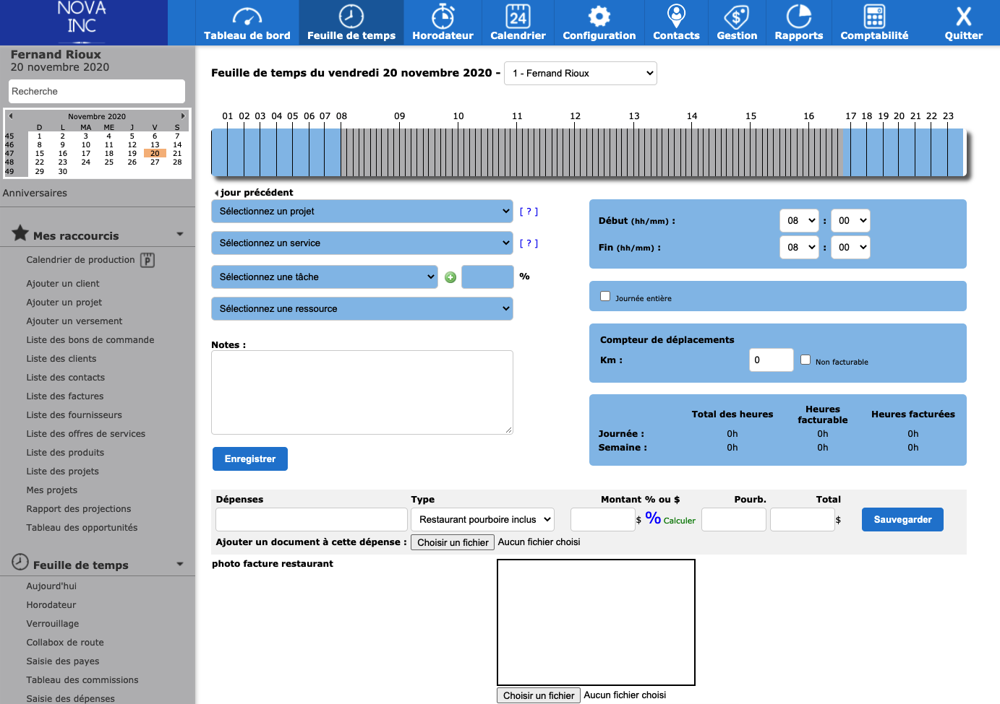 NOVA
INC
Tableau de bord
Feuille de temps
Horodateur
Calendrier
24
Configuration
Contacts
Gestion
$
Rapports
Comptabilité
X
Quitter
Fernand Rioux
20 novembre 2020
Recherche
Novembre 2020
D L MA ME J V S
45 1 2 3 4 5 6 7
46 8 9 10 11 12 13 14
47 15 16 17 18 19 20 21
48 22 23 24 25 26 27 28
49 29 30
Anniversaires
Mes raccourcis
Calendrier de production P
Ajouter un client
Ajouter un projet
Ajouter un versement
Liste des bons de commande
Liste des clients
Liste des contacts
Liste des factures
Liste des fournisseurs
Liste des offres de services
Liste des produits
Liste des projets
Mes projets
Rapport des projections
Tableau des opportunités
Feuille de temps
Aujourd'hui
Horodateur
Verrouillage
Collabox de route
Saisie des payes
Tableau des commissions
Saisie des dépenses
Feuille de temps du vendredi 20 novembre 2020 - 1 - Fernand Rioux
01 02 03 04 05 06 07 08 09 10 11 12 13 14 15 16 17 18 19 20 21 22 23
jour précédent
Sélectionnez un projet [ ? ]
Sélectionnez un service [ ? ]
Sélectionnez une tâche %
Sélectionnez une ressource
Notes :
Enregistrer
Début (hh/mm) : 08 : 00
Fin (hh/mm) : 08 : 00
Journée entière
Compteur de déplacements
Km : 0 Non facturable
Total des heures Heures facturable Heures facturées
Journée : 0h 0h 0h
Semaine : 0h 0h 0h
Dépenses Type Montant % ou $ Pourb. Total
Restaurant pourboire inclus $ % Calculer $ Sauvegarder
Ajouter un document à cette dépense : Choisir un fichier Aucun fichier choisi
photo facture restaurant
Choisir un fichier Aucun fichier choisi